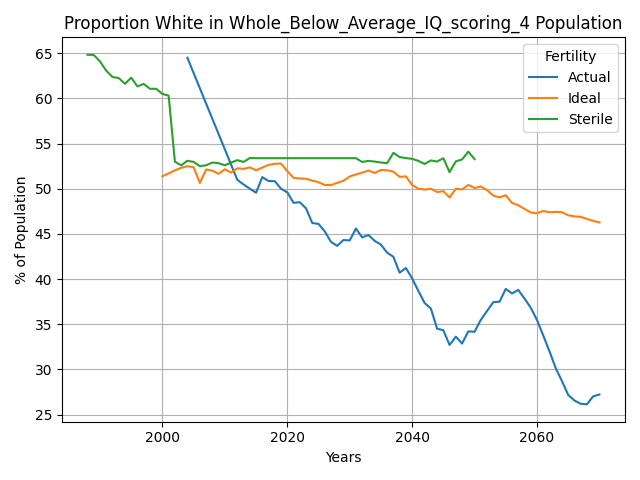 Proportion White in Whole_Below_Average_IQ_scoring_4 Population
% of Population
65
60
55
50
45
40
35
30
25
Fertility
Actual
Ideal
Sterile
2000 2020 2040 2060
Years